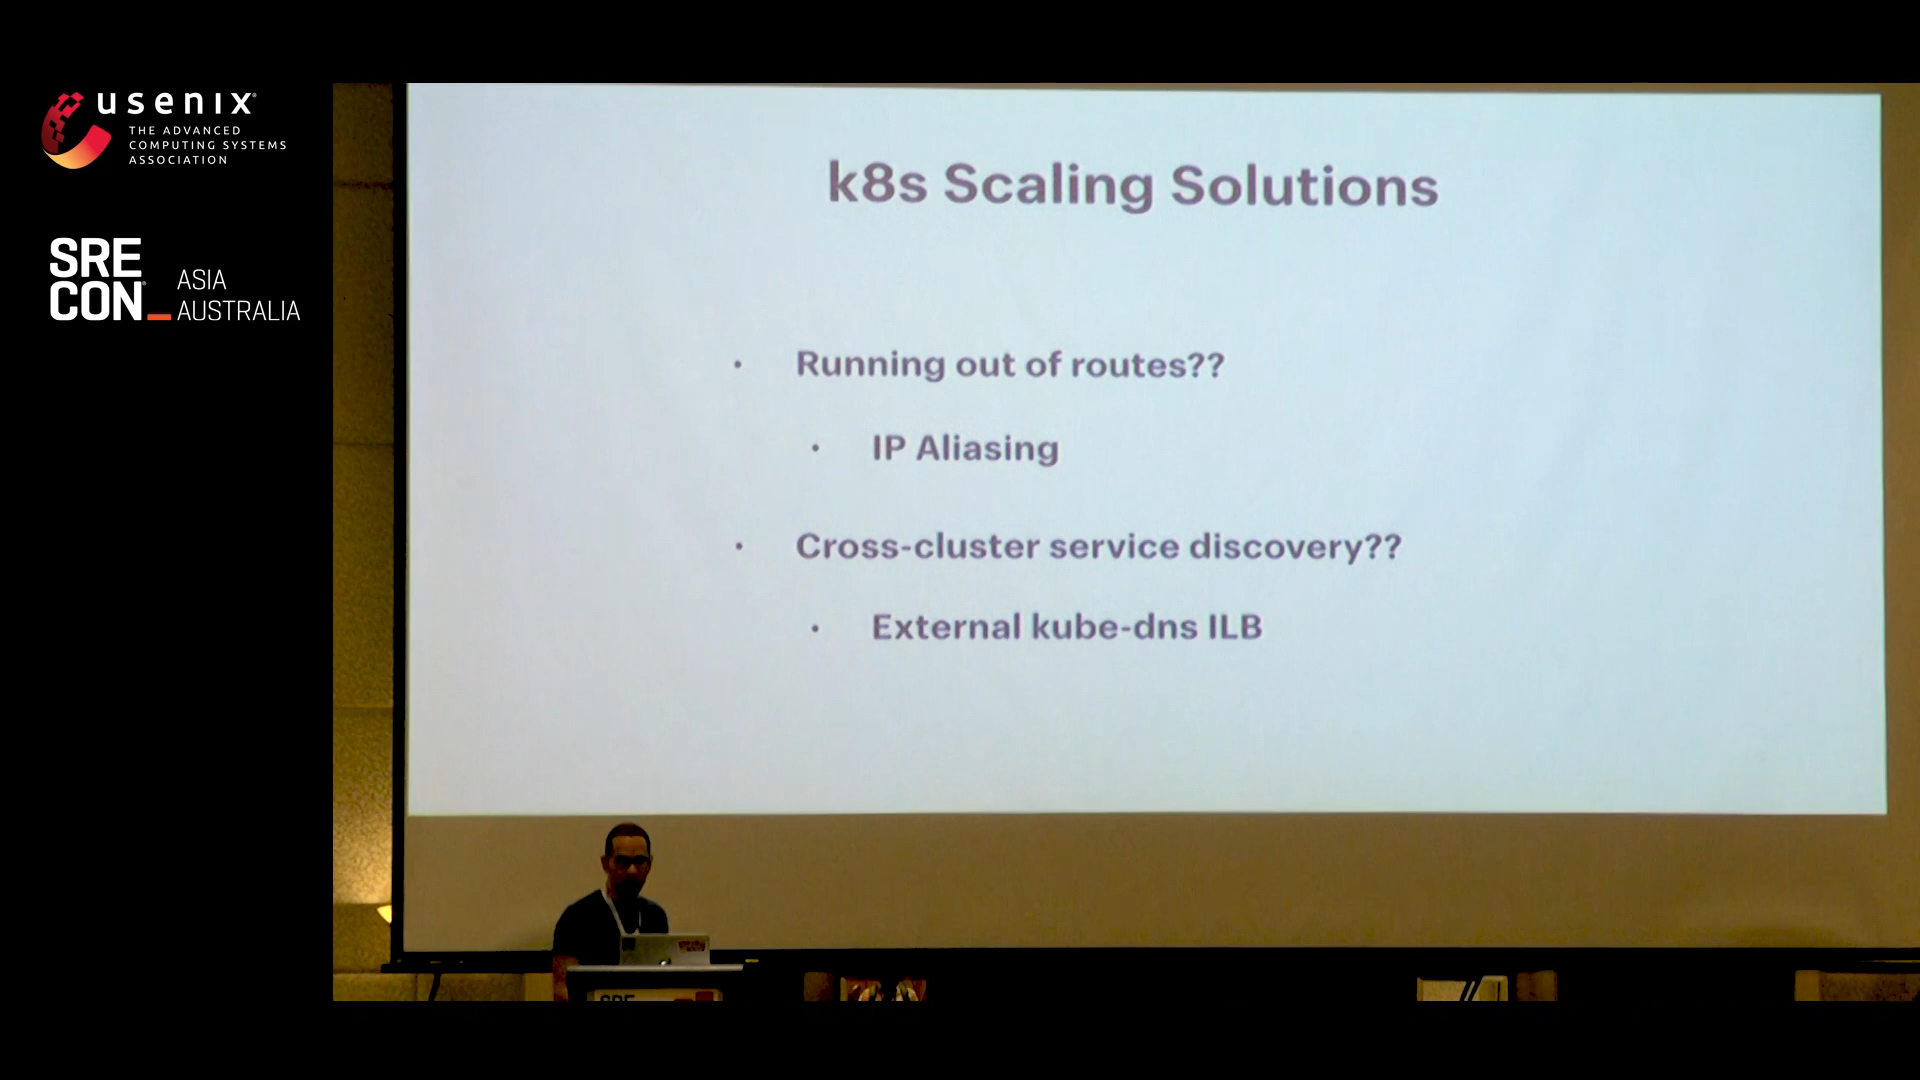 usenix
THE ADVANCED
COMPUTING SYSTEMS
ASSOCIATION
SRE
CON
ASIA
AUSTRALIA
k8s Scaling Solutions
• Running out of routes??
• IP Aliasing
• Cross-cluster service discovery??
• External kube-dns ILB
SRE